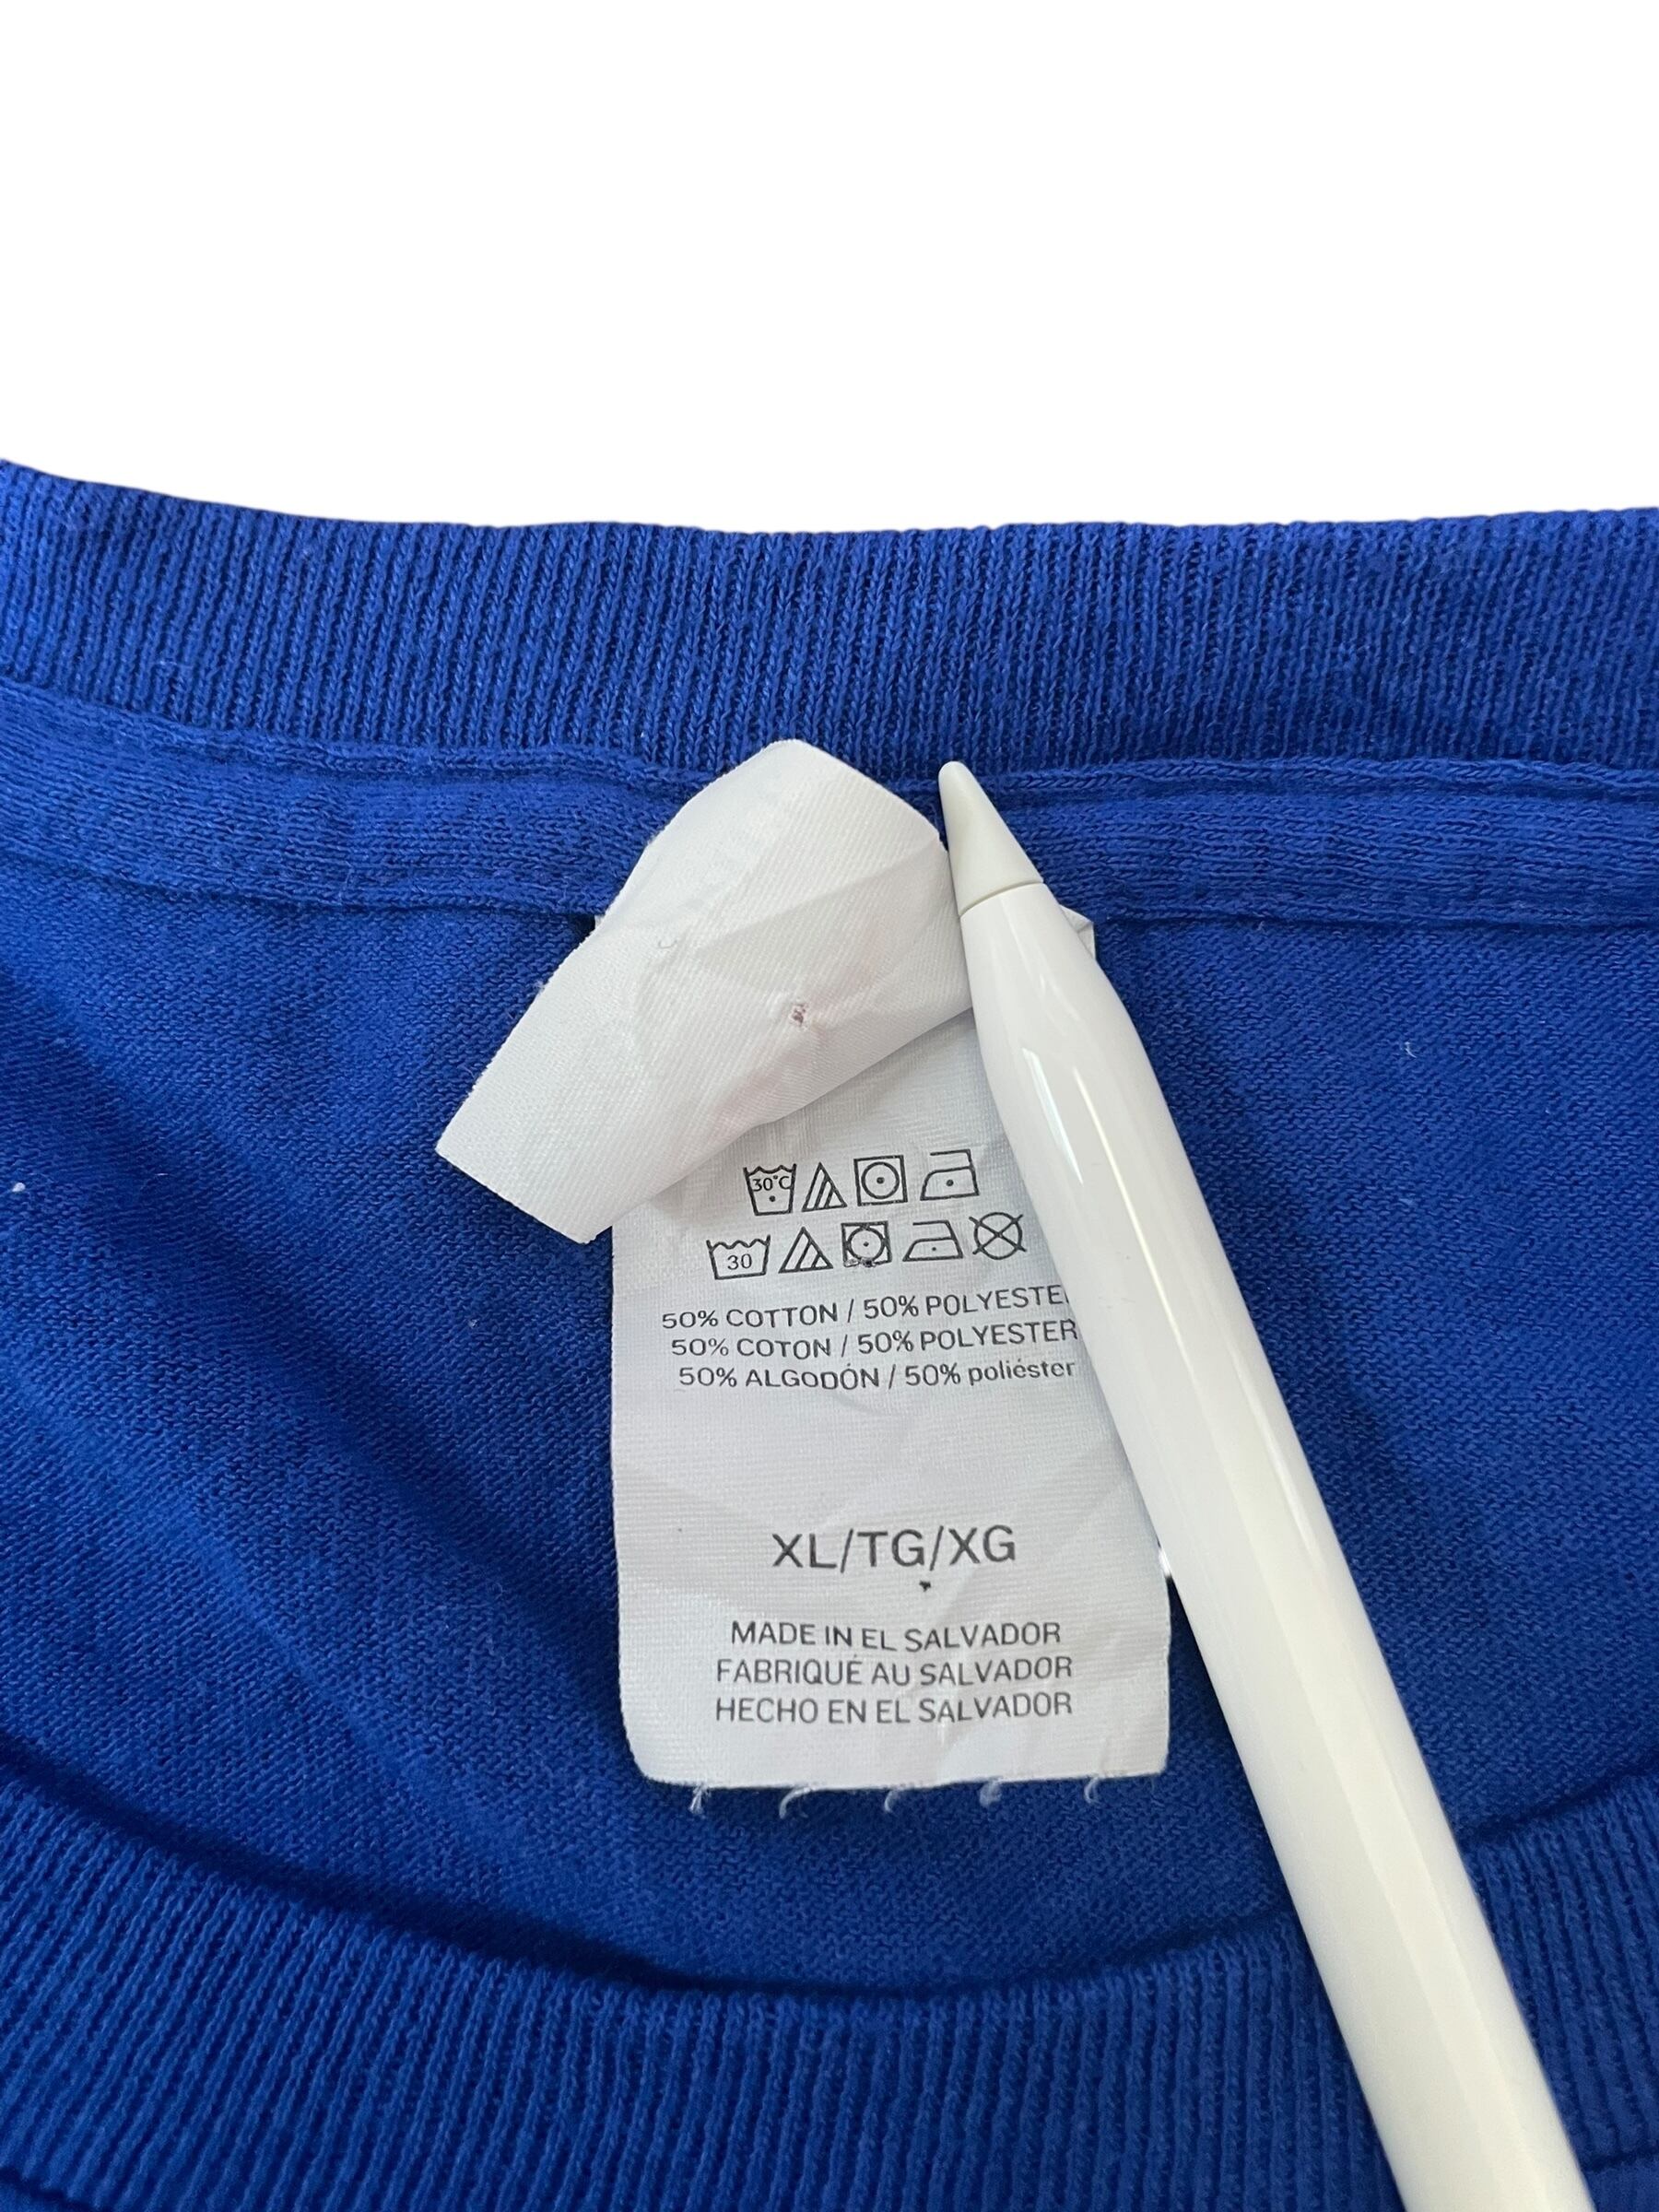 30°C
30
50% COTTON / 50% POLYESTE
50% COTON / 50% POLYESTER
50% ALGODÓN / 50% poliéster
XL/TG/XG
MADE IN EL SALVADOR
FABRIQUÉ AU SALVADOR
HECHO EN EL SALVADOR